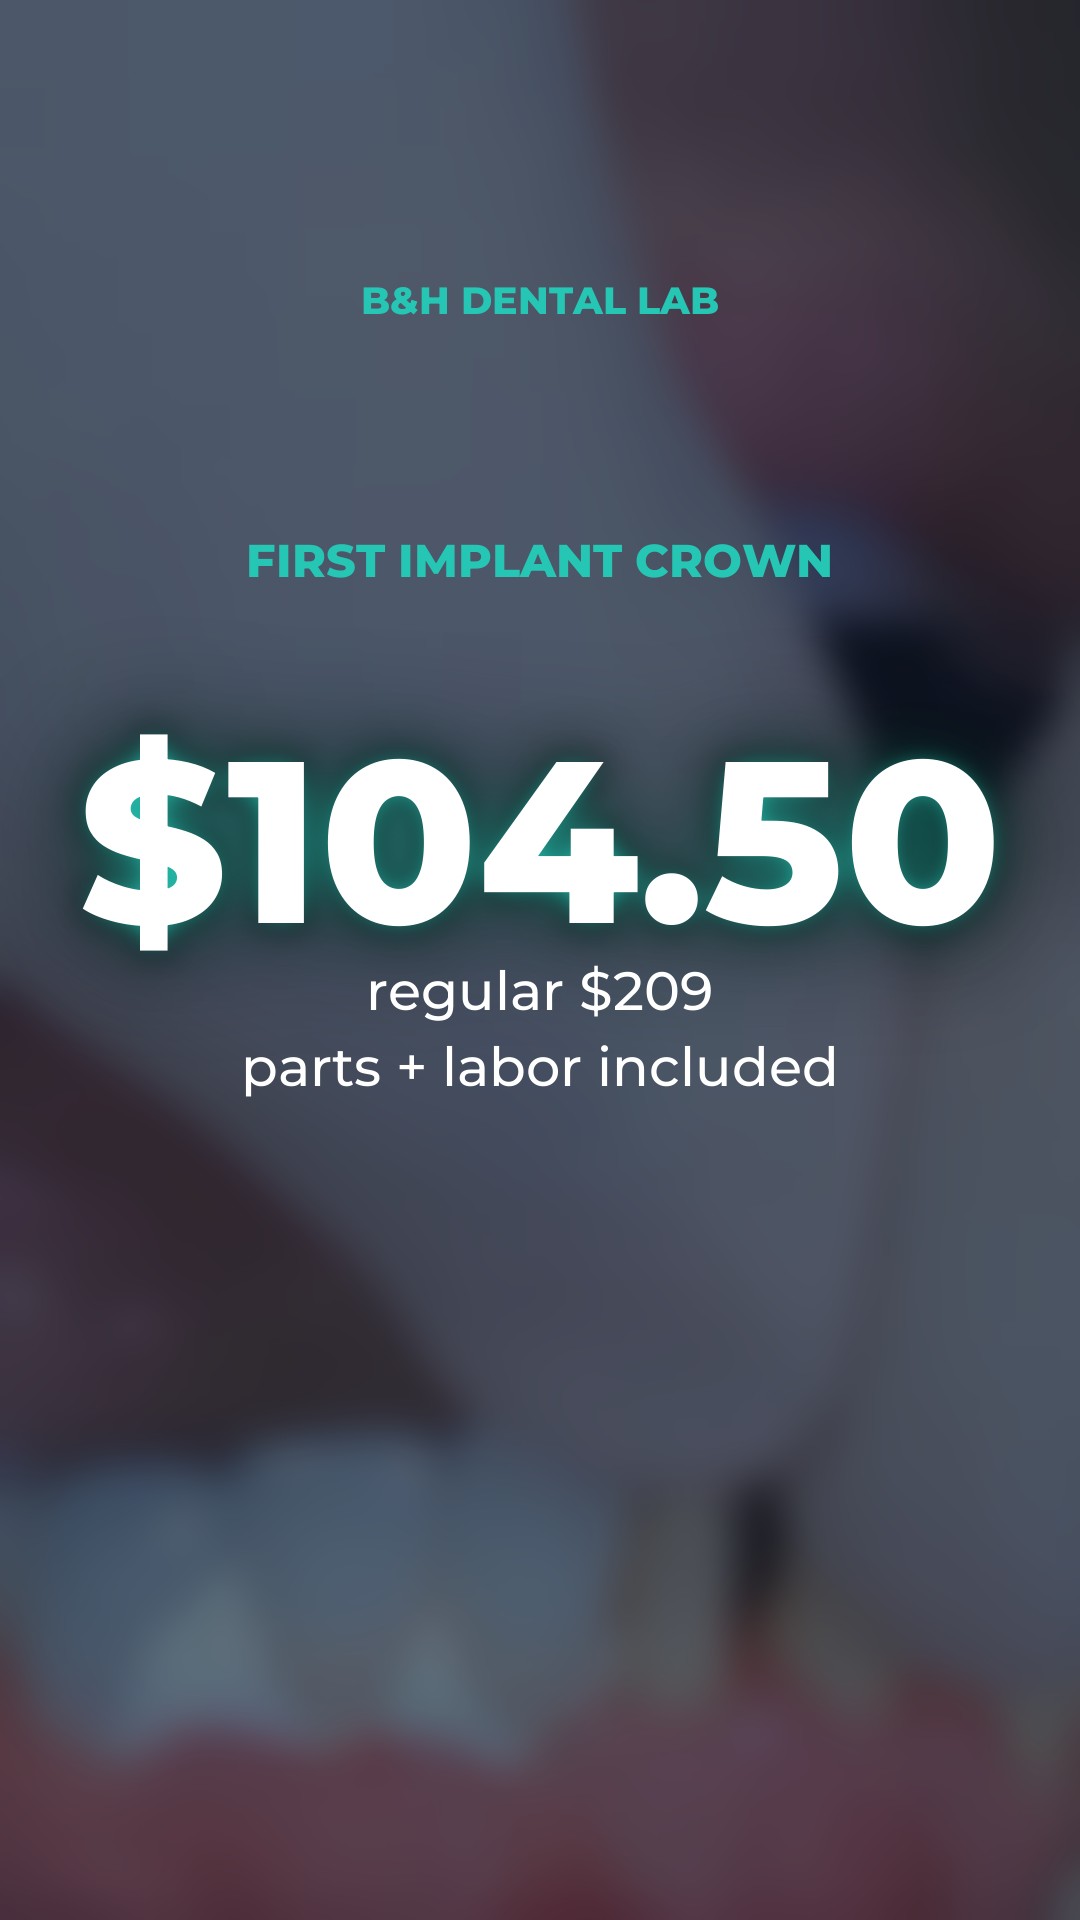 B&H DENTAL LAB
FIRST IMPLANT CROWN
$104.50
regular $209
parts + labor included